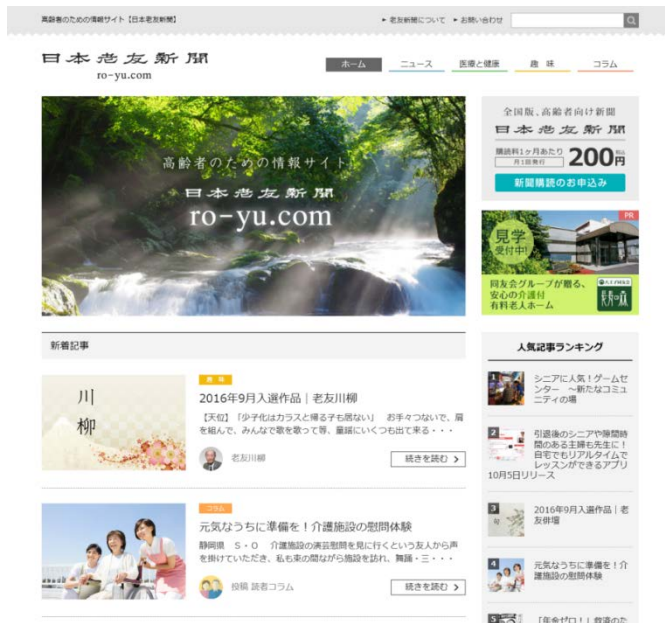 高齢者のための情報サイト【日本老友新聞】
▸ 老友新聞について ▸ お問い合わせ
日本老友新聞
ro-yu.com
ホーム ニュース 医療と健康 趣 味 コラム
高齢者のための情報サイト
日本老友新聞
ro-yu.com
全国版、高齢者向け新聞
日本老友新聞
購読料1ヶ月あたり
月1回発行
200円
税込
新聞購読のお申込み
PR
見学
受付中!
同友会グループが贈る、
安心の介護付
有料老人ホーム
新着記事
川
柳
趣 味
2016年9月入選作品|老友川柳
【天位】「少子化はカラスと帰る子も居ない」 お手々つないで、肩
を組んで、みんなで歌を歌って等、童謡にいくつも出て来る・・・
老友川柳
続きを読む
コラム
元気なうちに準備を!介護施設の慰問体験
静岡県 S・O 介護施設の演芸慰問を見に行くという友人から声
を掛けていただき、私も束の間ながら施設を訪れ、舞踊・三・・・
投稿 読者コラム
続きを読む
人気記事ランキング
1
シニアに人気!ゲームセ
ンター ~新たなコミュ
ニティの場
2
引退後のシニアや隙間時
間のある主婦も先生に!
自宅でもリアルタイムで
レッスンができるアプリ
10月5日リリース
3
2016年9月入選作品|老
友俳壇
4
元気なうちに準備を!介
護施設の慰問体験
5
「年金ゼロ!」救済のた